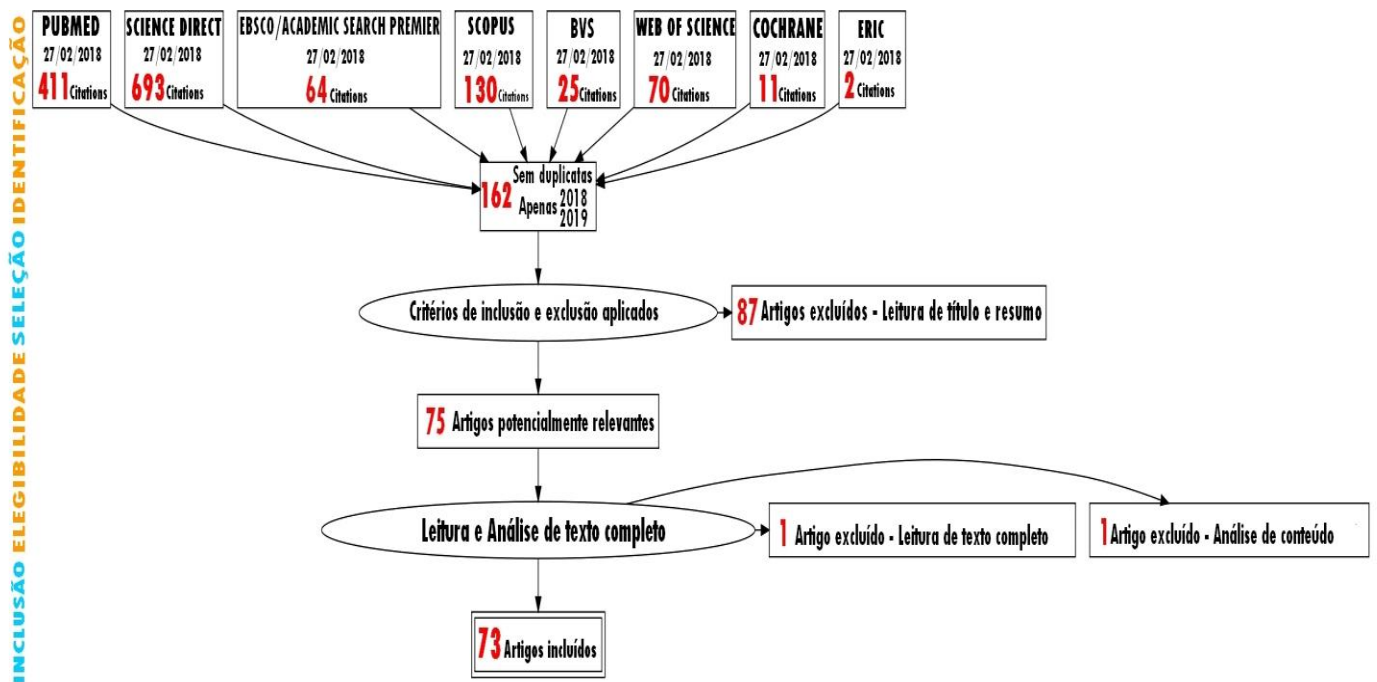 PUBMED
27/02/2018
411 Citations
SCIENCE DIRECT
27/02/2018
693 Citations
EBSCO/ACADEMIC SEARCH PREMIER
27/02/2018
64 Citations
SCOPUS
27/02/2018
130 Citations
BVS
27/02/2018
25 Citations
WEB OF SCIENCE
27/02/2018
70 Citations
COCHRANE
27/02/2018
11 Citations
ERIC
27/02/2018
2 Citations
162 Sem duplicatas
Apenas 2018
2019
Critérios de inclusão e exclusão aplicados
87 Artigos excluídos - Leitura de título e resumo
75 Artigos potencialmente relevantes
Leitura e Análise de texto completo
1 Artigo excluído - Leitura de texto completo
1 Artigo excluído - Análise de conteúdo
73 Artigos incluídos
INCLUSÃO ELEGIBILIDADE SELEÇÃO IDENTIFICAÇÃO